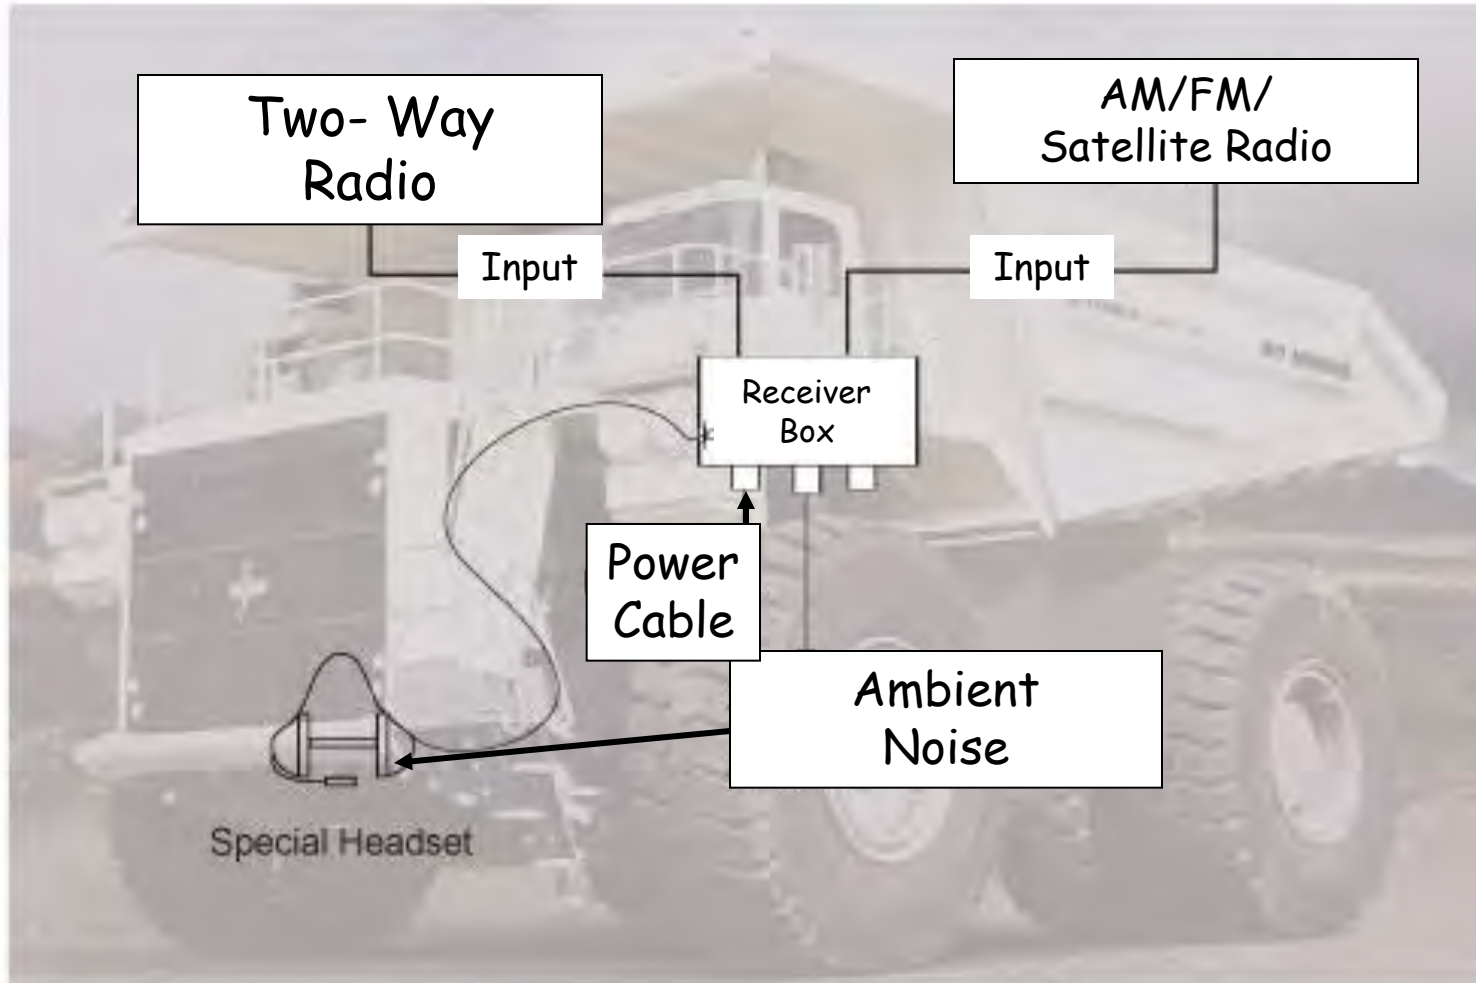 Two- Way
Radio
AM/FM/
Satellite Radio
Input
Input
Receiver
Box
Power
Cable
Ambient
Noise
Special Headset